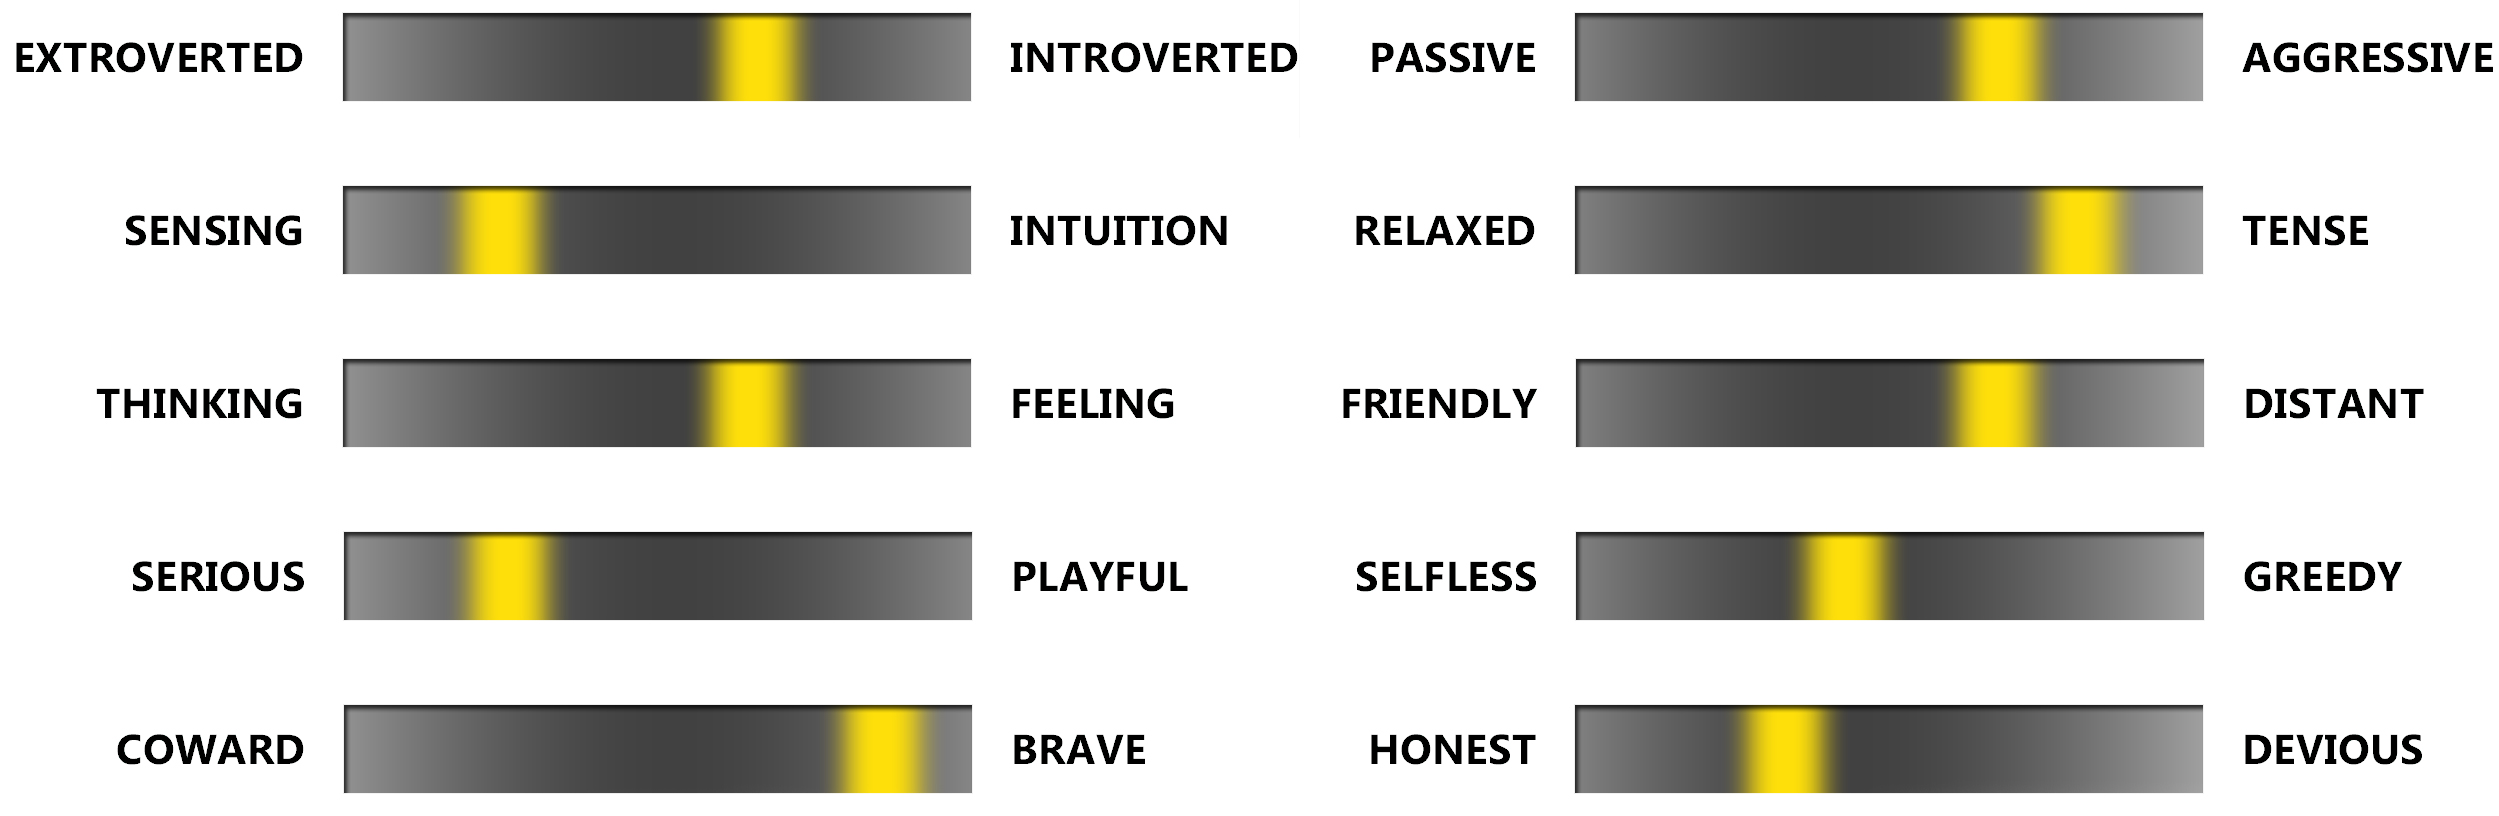 EXTROVERTED INTROVERTED
SENSING INTUITION
THINKING FEELING
SERIOUS PLAYFUL
COWARD BRAVE
PASSIVE AGGRESSIVE
RELAXED TENSE
FRIENDLY DISTANT
SELFLESS GREEDY
HONEST DEVIOUS